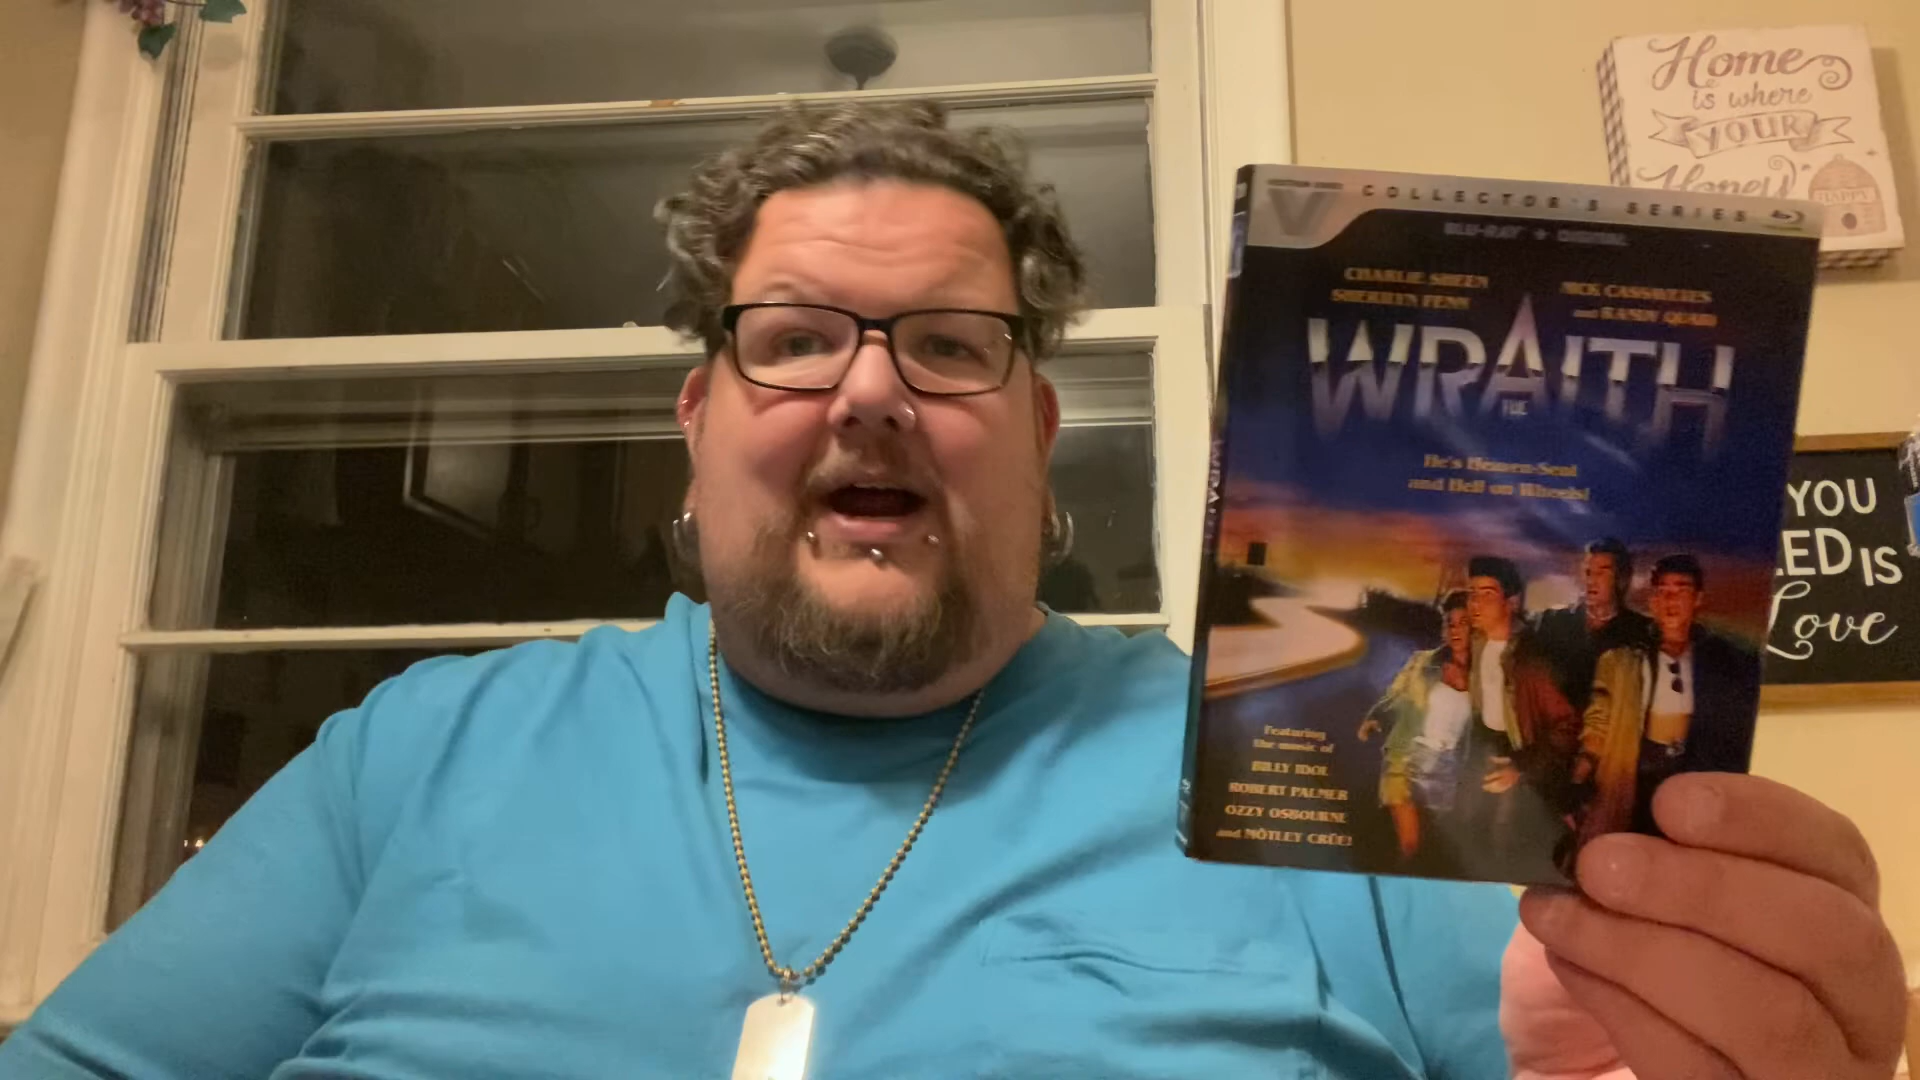 Home
is where
YOUR
Honey
HAPPY
COLLECTOR'S SERIES
BLU-RAY + DIGITAL
CHARLIE SHEEN
SHERILYN FENN
NICK CASSAVETES
and RANDY QUAID
WRAITH
THE
He's Heaven-Sent
and Hell on Wheels!
Featuring
the music of
BILLY IDOL
ROBERT PALMER
OZZY OSBOURNE
and MÖTLEY CRÜE!
YOU
IS
Love